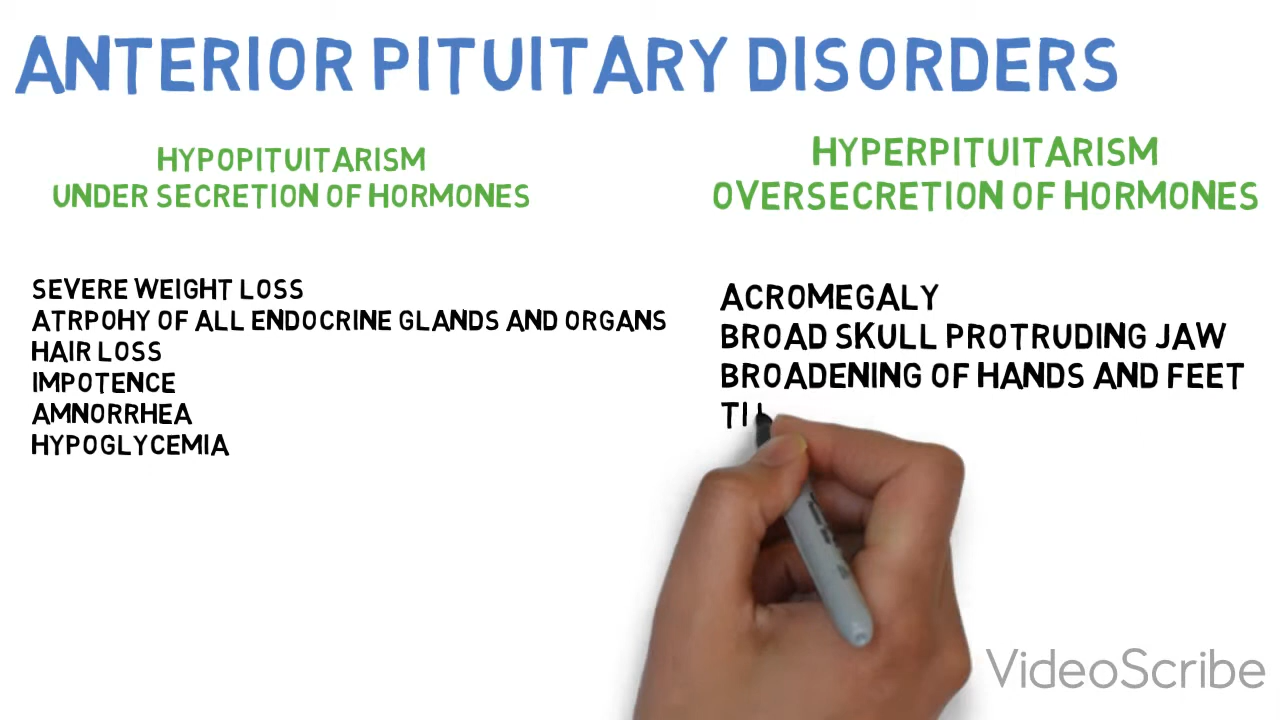 ANTERIOR PITUITARY DISORDERS
HYPOPITUITARISM
UNDER SECRETION OF HORMONES
SEVERE WEIGHT LOSS
ATRPOHY OF ALL ENDOCRINE GLANDS AND ORGANS
HAIR LOSS
IMPOTENCE
AMNORRHEA
HYPOGLYCEMIA
HYPERPITUITARISM
OVERSECRETION OF HORMONES
ACROMEGALY
BROAD SKULL PROTRUDING JAW
BROADENING OF HANDS AND FEET
VideoScribe